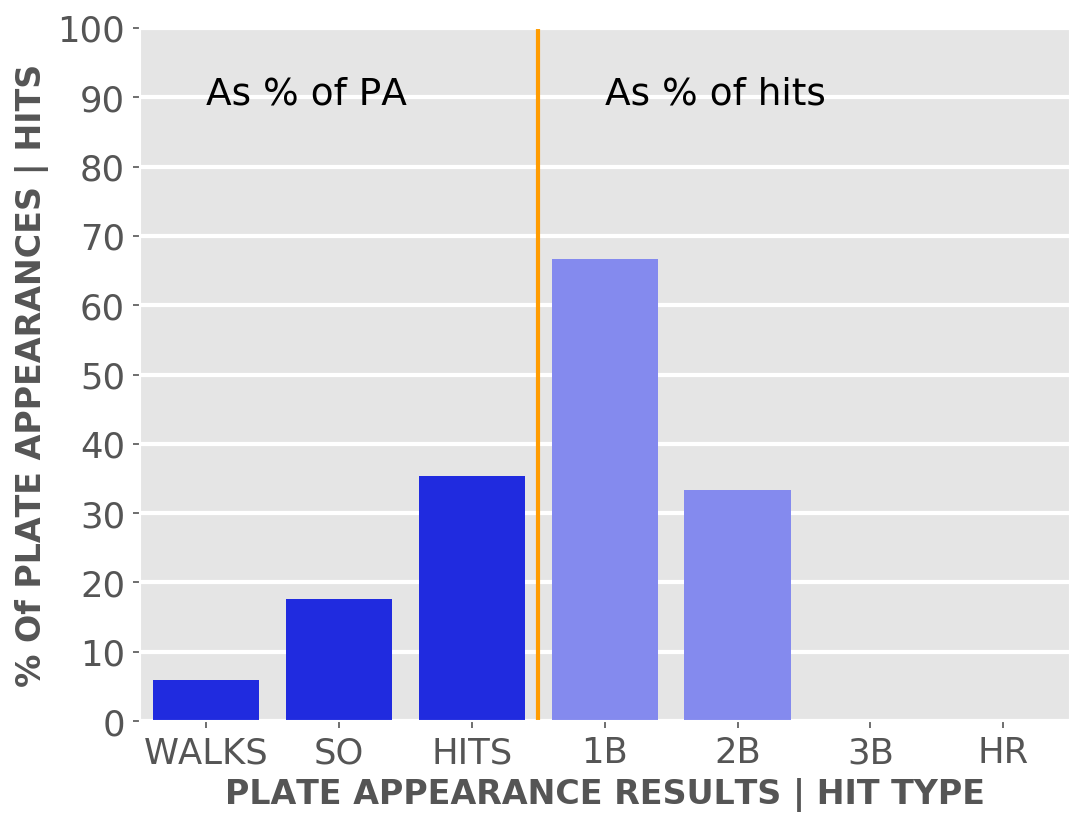 % Of PLATE APPEARANCES | HITS
100
90
80
70
60
50
40
30
20
10
0
As % of PA
As % of hits
WALKS SO HITS 1B 2B 3B HR
PLATE APPEARANCE RESULTS | HIT TYPE